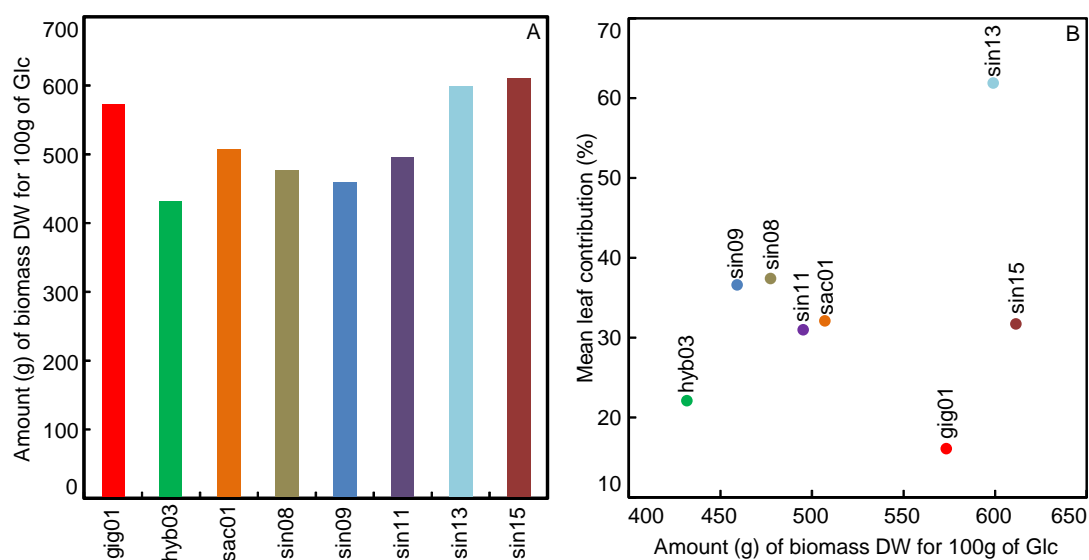 A
Amount (g) of biomass DW for 100g of Glc
700
600
500
400
300
200
100
0
gig01
hyb03
sac01
sin08
sin09
sin11
sin13
sin15
B
Mean leaf contribution (%)
70
60
50
40
30
20
10
sin13
sin09
sin08
sin11
sac01
sin15
hyb03
gig01
400 450 500 550 600 650
Amount (g) of biomass DW for 100g of Glc